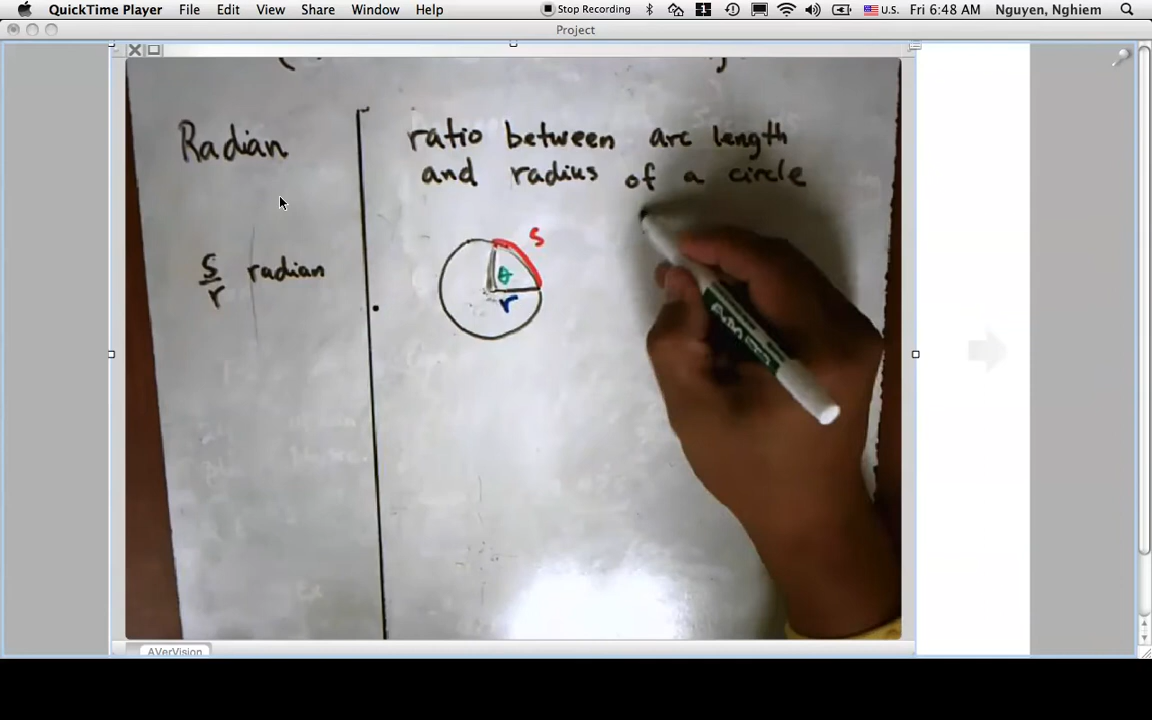 QuickTime Player File Edit View Share Window Help Stop Recording U.S. Fri 6:48 AM Nguyen, Nghiem
Project
Radian
ratio between arc length
and radius of a circle
s
θ
r
s
r
radian
AVerVision